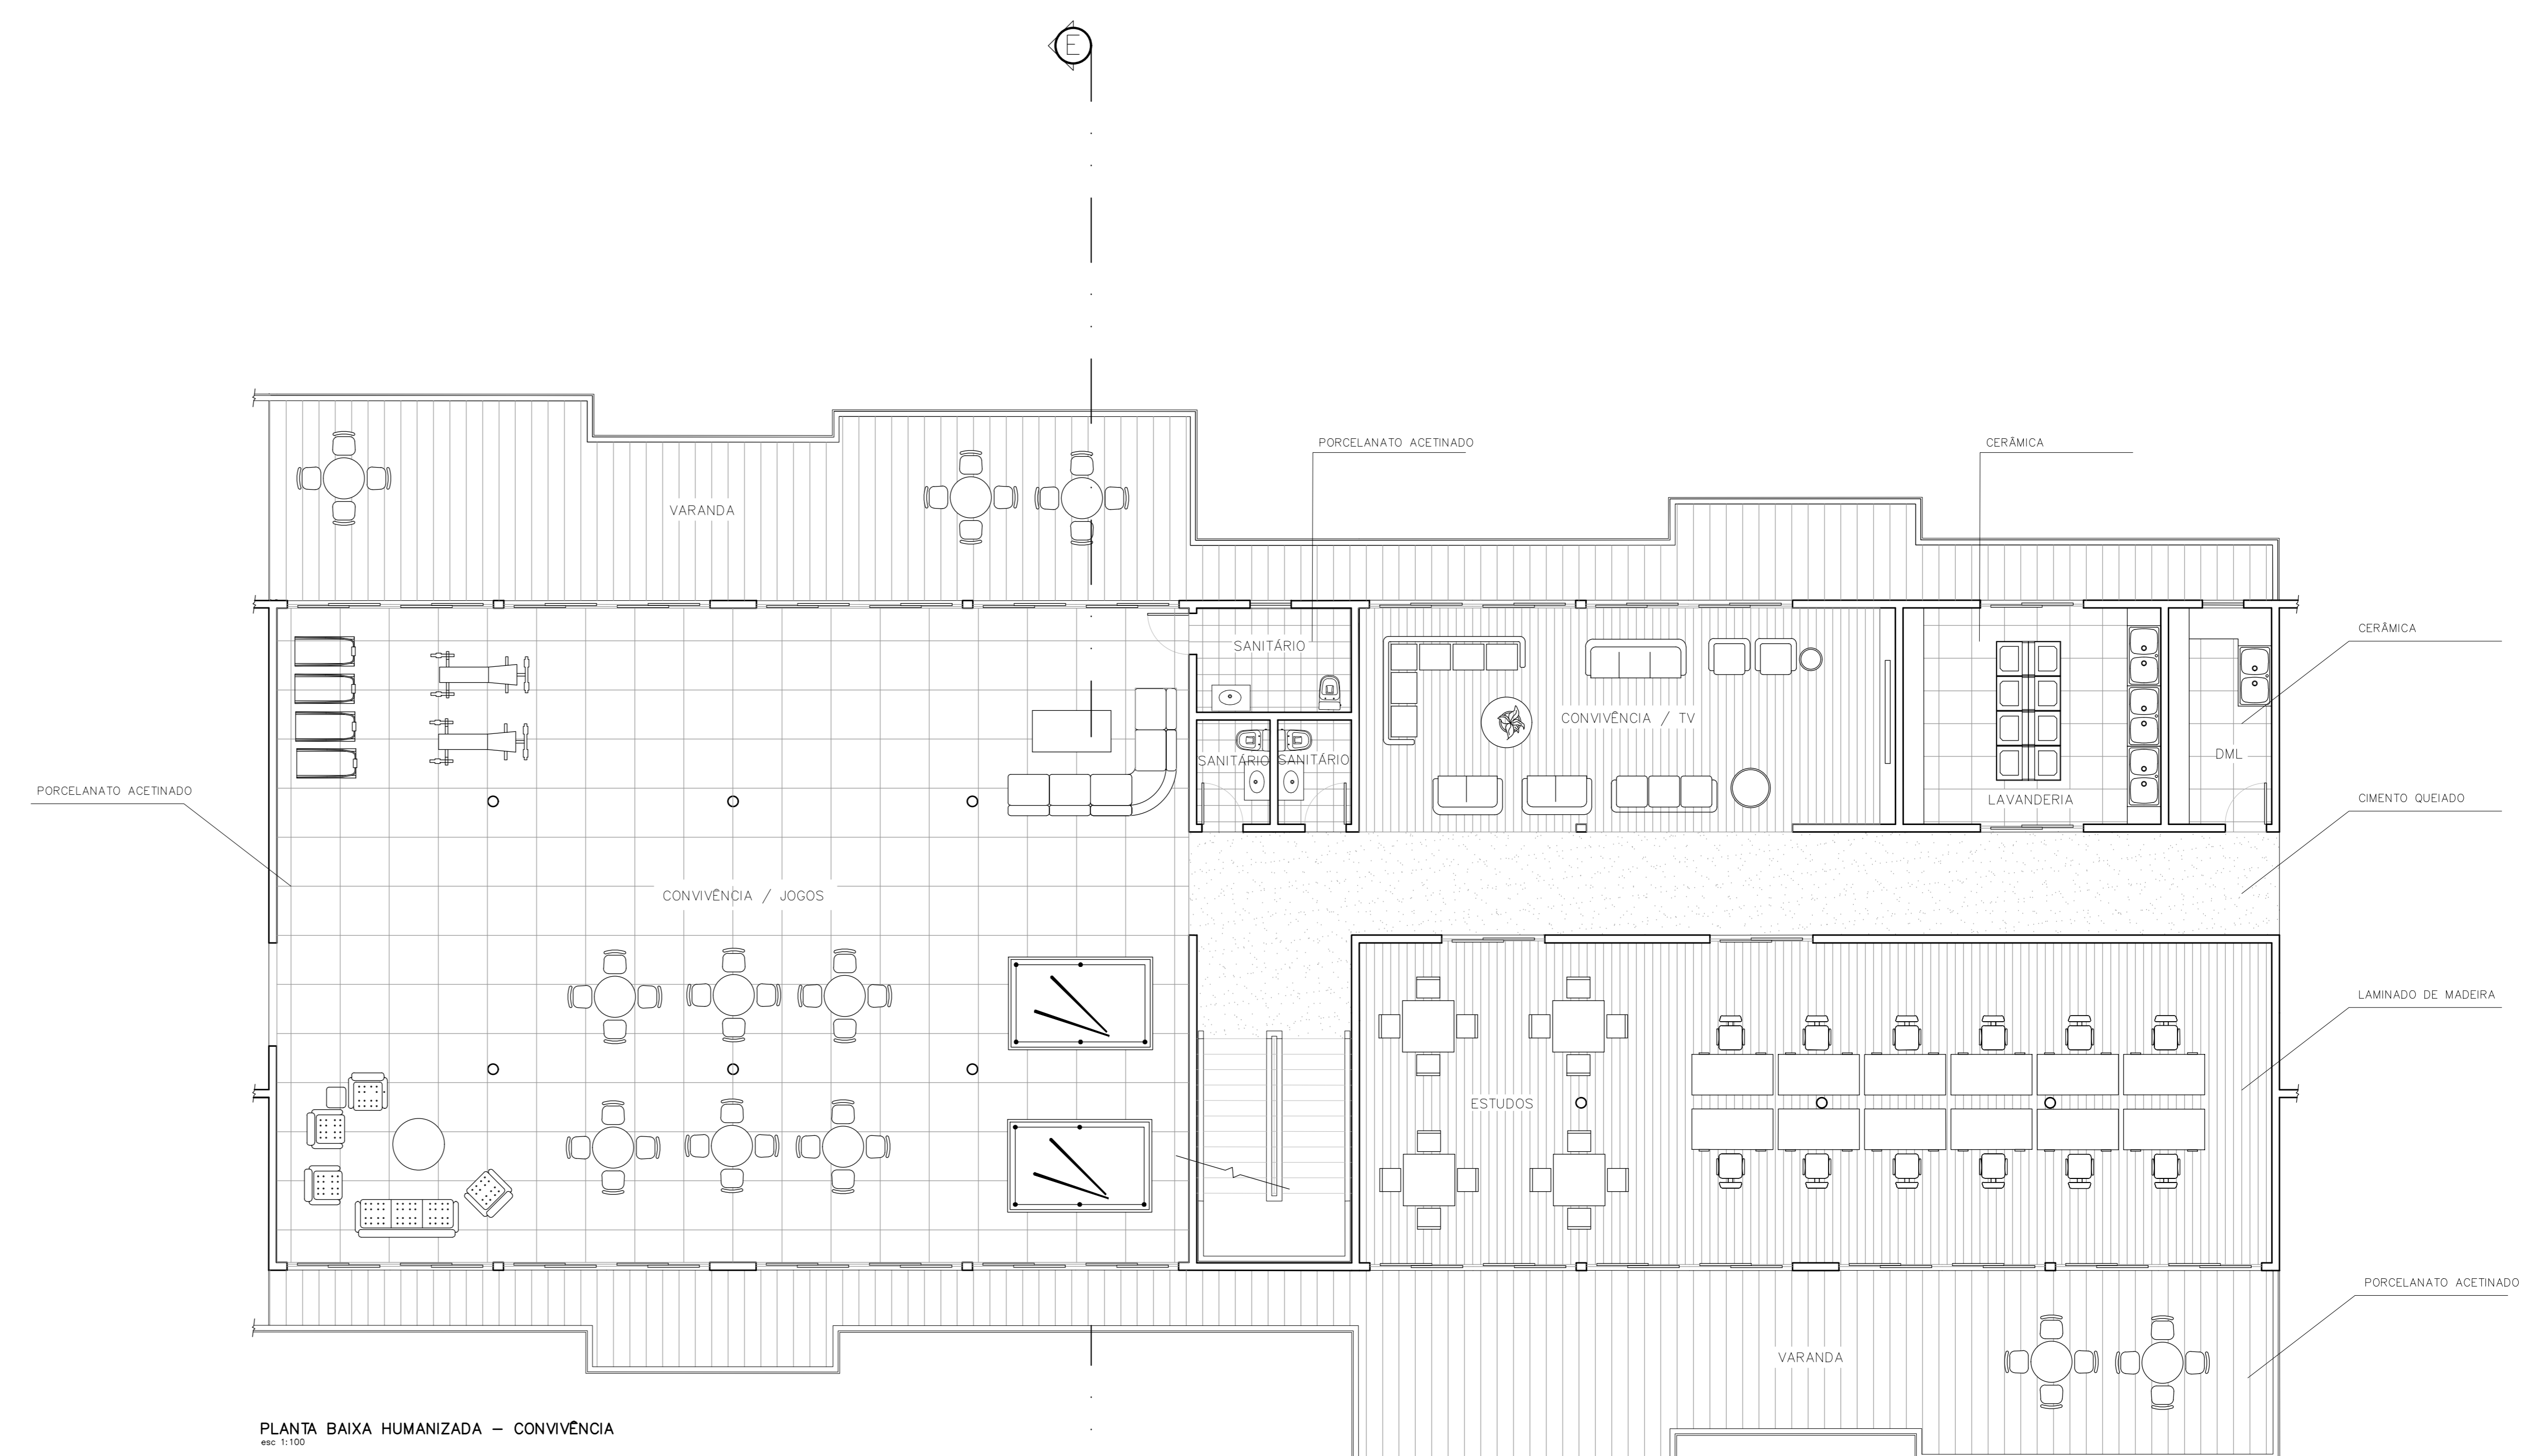 E
PORCELANATO ACETINADO
CERÂMICA
VARANDA
CERÂMICA
SANITÁRIO
CONVIVÊNCIA / TV
DML
SANITÁRIO
SANITÁRIO
PORCELANATO ACETINADO
LAVANDERIA
CIMENTO QUEIADO
CONVIVÊNCIA / JOGOS
LAMINADO DE MADEIRA
ESTUDOS
PORCELANATO ACETINADO
VARANDA
PLANTA BAIXA HUMANIZADA – CONVIVÊNCIA
esc 1:100